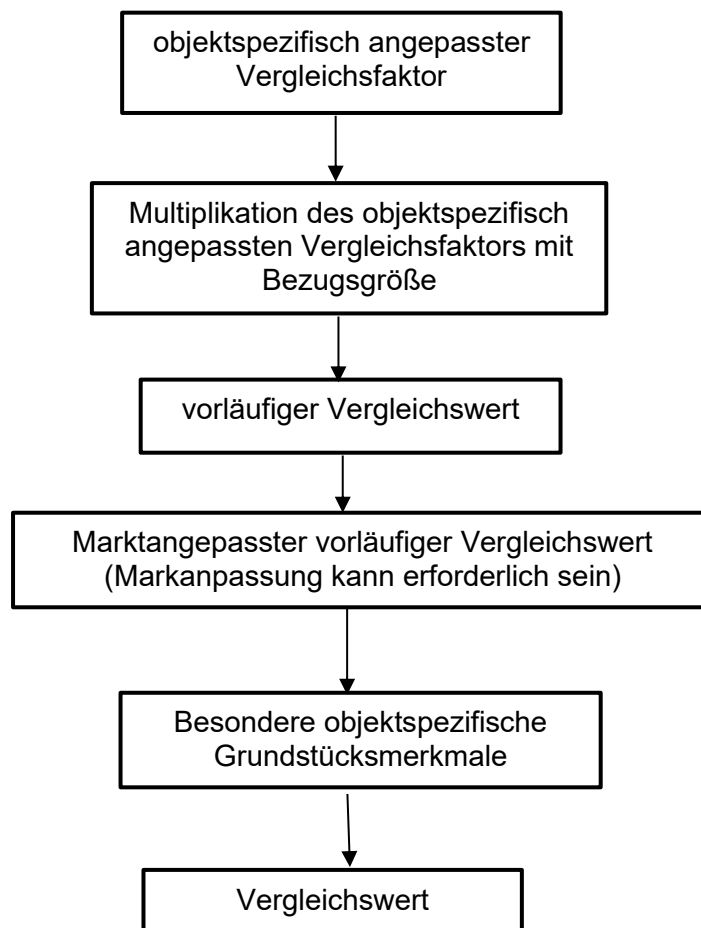 objektspezifisch angepasster
Vergleichsfaktor
Multiplikation des objektspezifisch
angepassten Vergleichsfaktors mit
Bezugsgröße
vorläufiger Vergleichswert
Marktangepasster vorläufiger Vergleichswert
(Markanpassung kann erforderlich sein)
Besondere objektspezifische
Grundstücksmerkmale
Vergleichswert